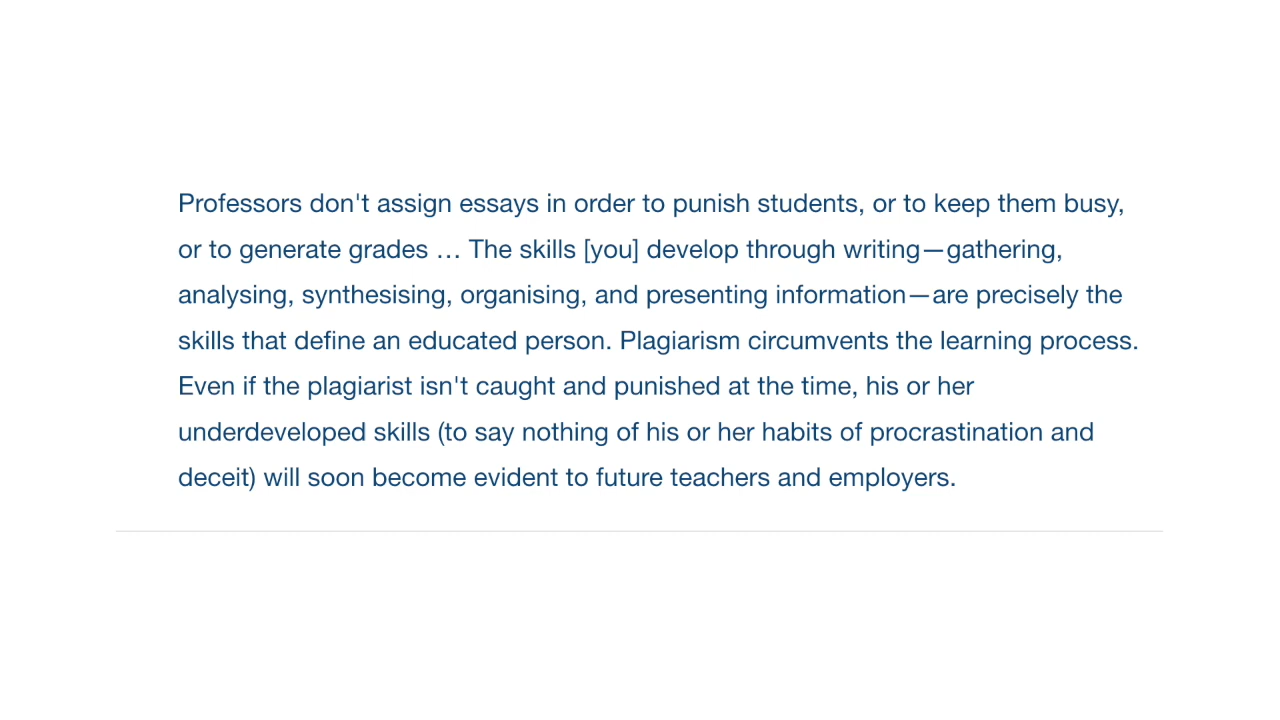 Professors don't assign essays in order to punish students, or to keep them busy,
or to generate grades … The skills [you] develop through writing—gathering,
analysing, synthesising, organising, and presenting information—are precisely the
skills that define an educated person. Plagiarism circumvents the learning process.
Even if the plagiarist isn't caught and punished at the time, his or her
underdeveloped skills (to say nothing of his or her habits of procrastination and
deceit) will soon become evident to future teachers and employers.